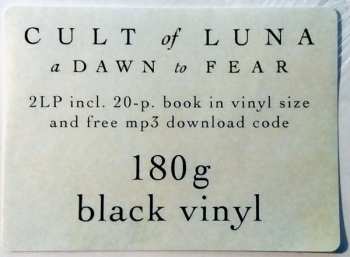 CULT of LUNA
a DAWN to FEAR
2LP incl. 20-p. book in vinyl size
and free mp3 download code
180g
black vinyl